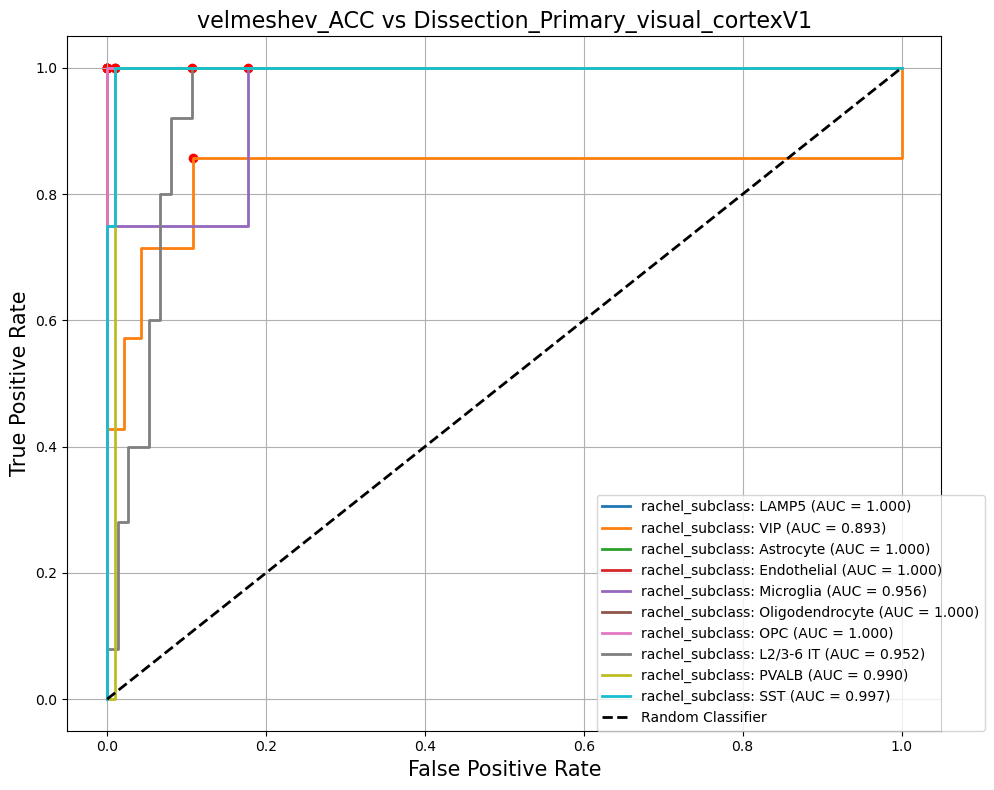 velmeshev_ACC vs Dissection_Primary_visual_cortexV1
True Positive Rate
1.0
0.8
0.6
0.4
0.2
0.0
rachel_subclass: LAMP5 (AUC = 1.000)
rachel_subclass: VIP (AUC = 0.893)
rachel_subclass: Astrocyte (AUC = 1.000)
rachel_subclass: Endothelial (AUC = 1.000)
rachel_subclass: Microglia (AUC = 0.956)
rachel_subclass: Oligodendrocyte (AUC = 1.000)
rachel_subclass: OPC (AUC = 1.000)
rachel_subclass: L2/3-6 IT (AUC = 0.952)
rachel_subclass: PVALB (AUC = 0.990)
rachel_subclass: SST (AUC = 0.997)
Random Classifier
0.0 0.2 0.4 0.6 0.8 1.0
False Positive Rate